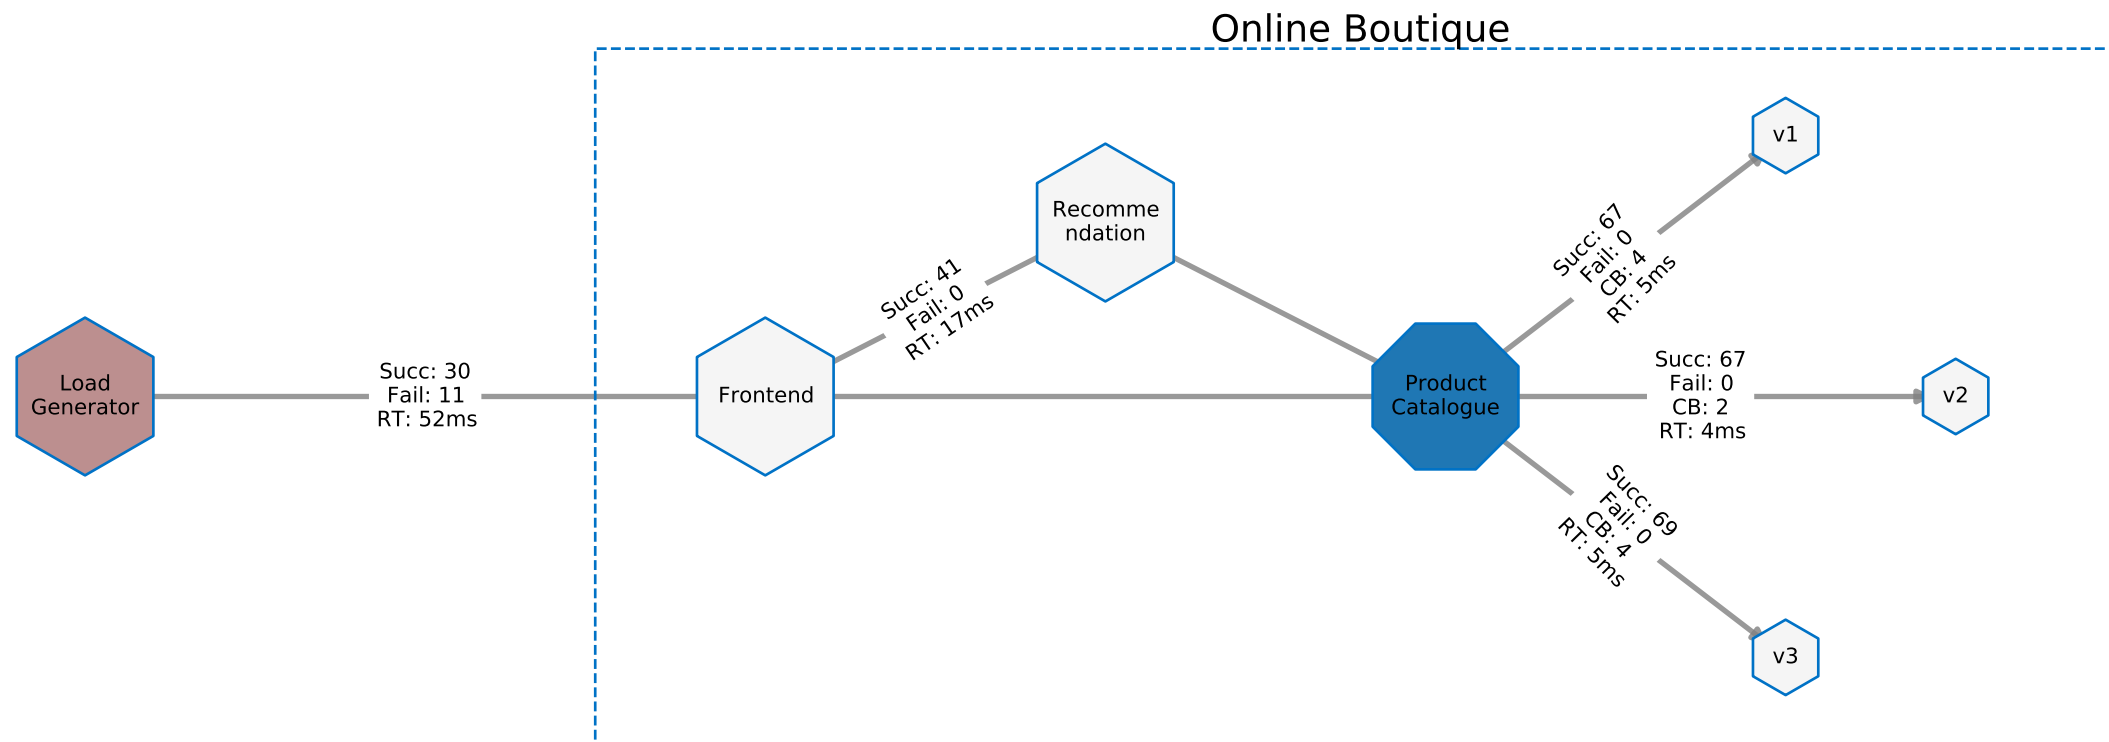 Online Boutique
Load
Generator
Succ: 30
Fail: 11
RT: 52ms
Frontend
Succ: 41
Fail: 0
RT: 17ms
Recomme
ndation
Product
Catalogue
Succ: 67
Fail: 0
CB: 4
RT: 5ms
v1
Succ: 67
Fail: 0
CB: 2
RT: 4ms
v2
Succ: 69
Fail: 0
CB: 4
RT: 5ms
v3